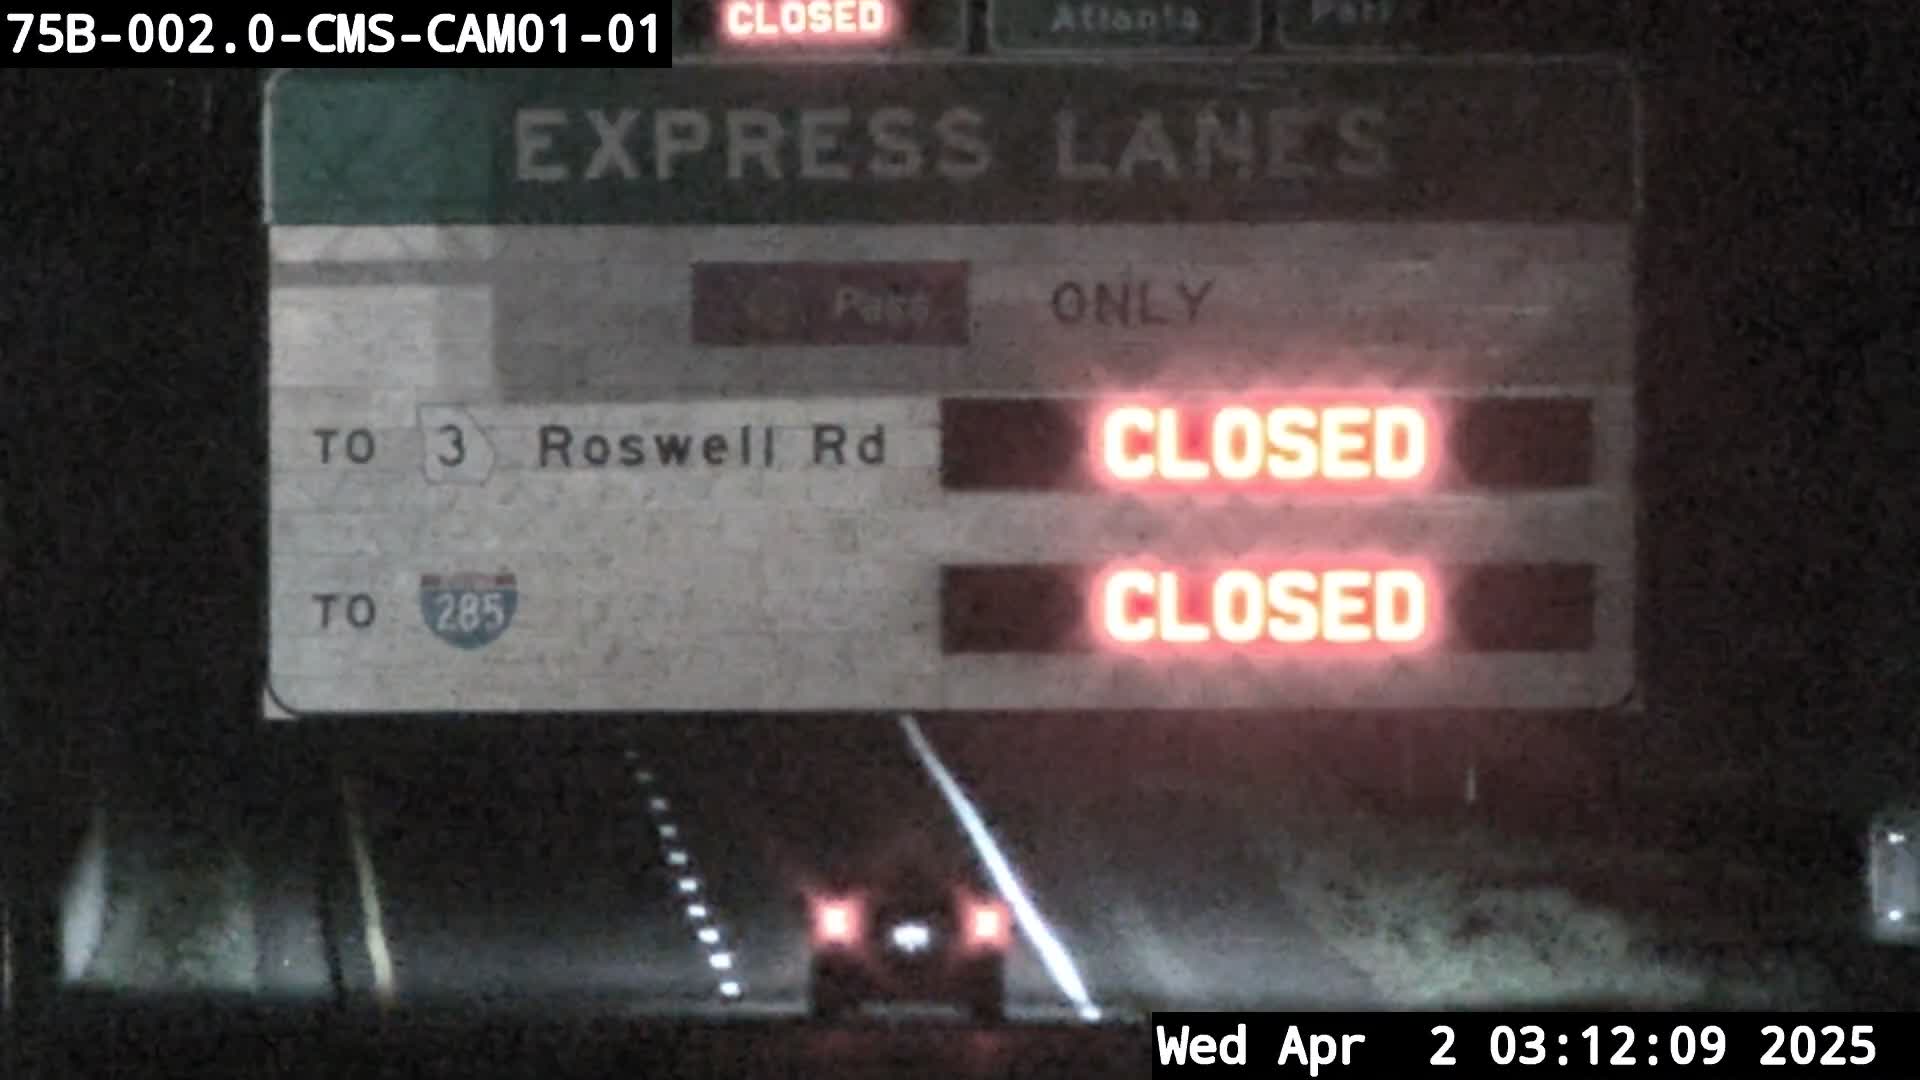 75B-002.0-CMS-CAM01-01
CLOSED
Atlanta
EXPRESS LANES
Pass ONLY
TO 3 Roswell Rd CLOSED
TO 285 CLOSED
Wed Apr 2 03:12:09 2025